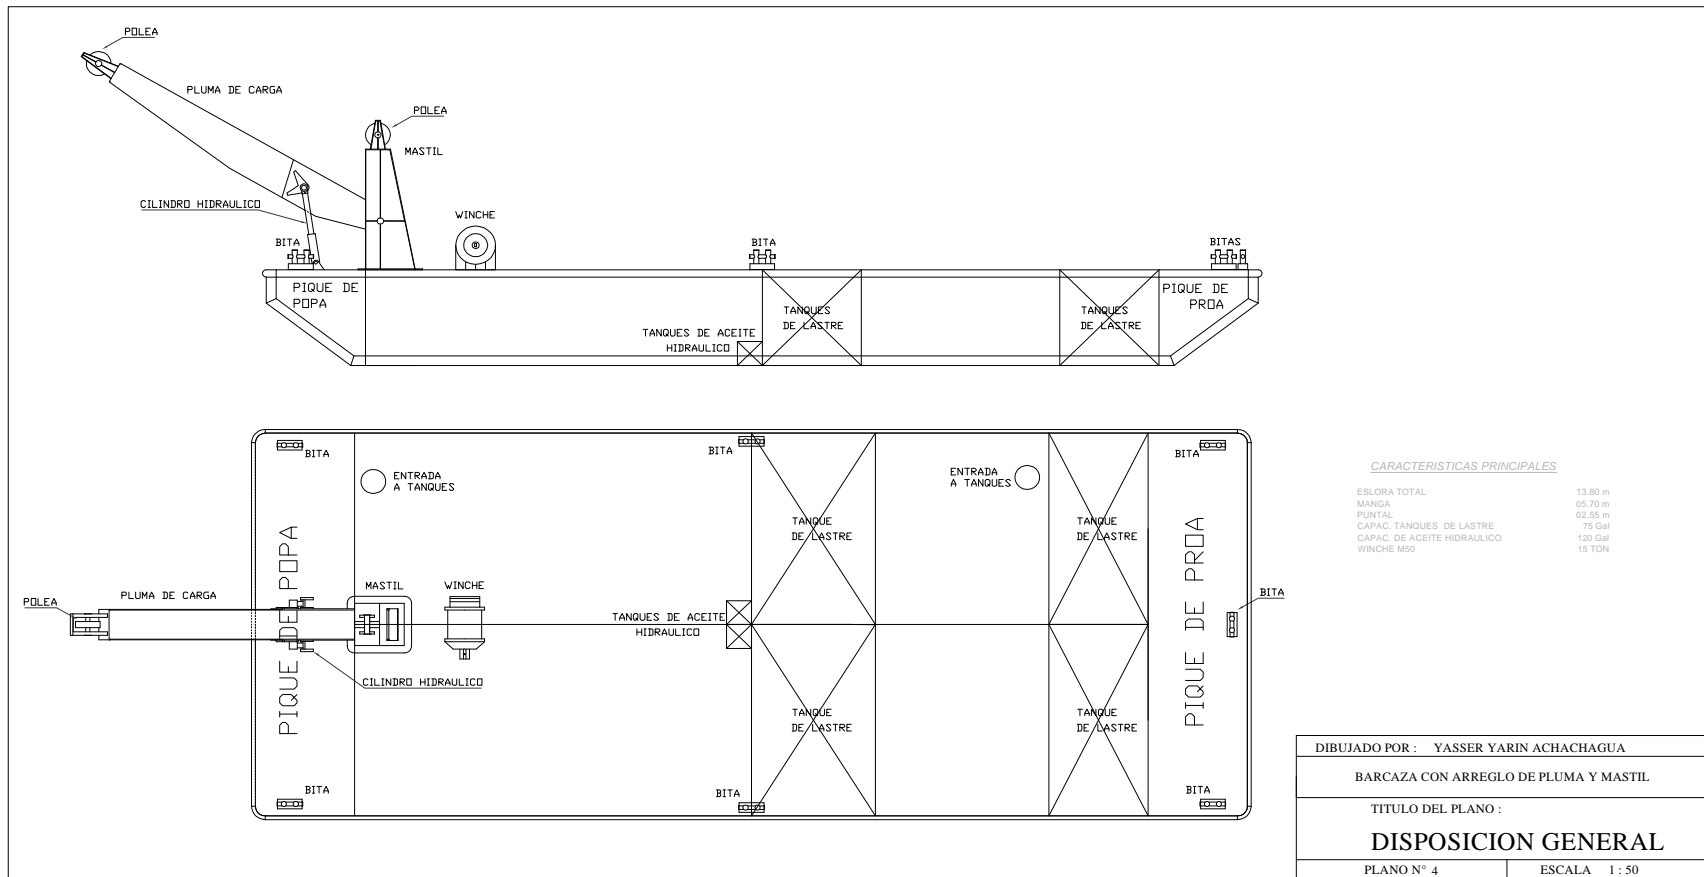 POLEA
PLUMA DE CARGA
POLEA
MASTIL
CILINDRO HIDRAULICO
WINCHE
BITA
BITA
BITAS
PIQUE DE
POPA
TANQUES
DE LASTRE
TANQUES
DE LASTRE
PIQUE DE
PROA
TANQUES DE ACEITE
HIDRAULICO
BITA
BITA
BITA
ENTRADA
A TANQUES
ENTRADA
A TANQUES
TANQUE
DE LASTRE
TANQUE
DE LASTRE
PIQUE DE POPA
PIQUE DE PROA
POLEA
PLUMA DE CARGA
MASTIL
WINCHE
TANQUES DE ACEITE
HIDRAULICO
BITA
CILINDRO HIDRAULICO
TANQUE
DE LASTRE
TANQUE
DE LASTRE
BITA
BITA
BITA
CARACTERISTICAS PRINCIPALES
ESLORA TOTAL 13.80 m
MANGA 05.70 m
PUNTAL 02.55 m
CAPAC. TANQUES DE LASTRE 75 Gal
CAPAC. DE ACEITE HIDRAULICO 120 Gal
WINCHE M50 15 TON
DIBUJADO POR : YASSER YARIN ACHACHAGUA
BARCAZA CON ARREGLO DE PLUMA Y MASTIL
TITULO DEL PLANO :
DISPOSICION GENERAL
PLANO N° 4 ESCALA 1 : 50